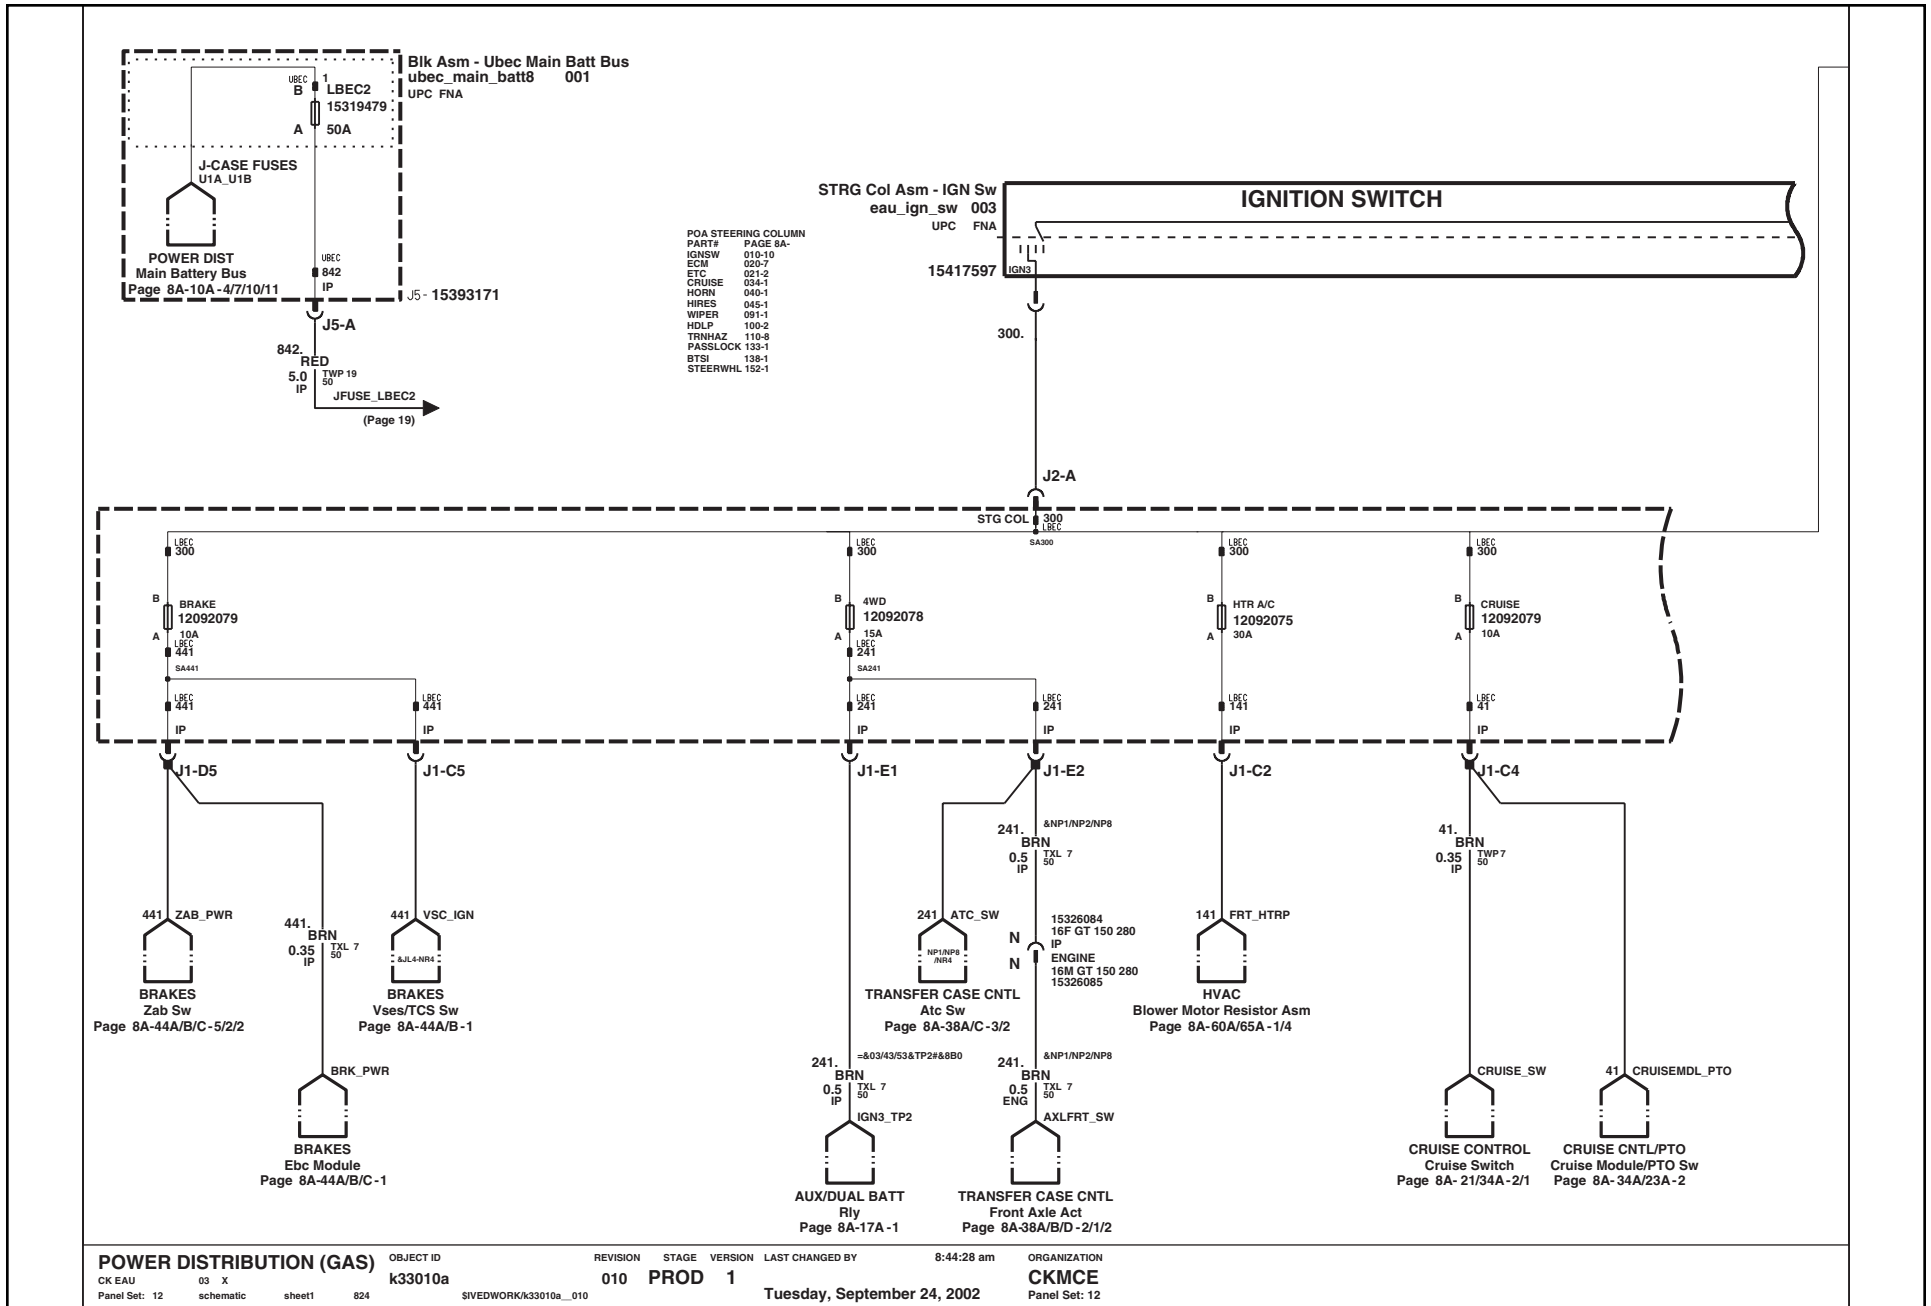 Blk Asm - Ubec Main Batt Bus
ubec_main_batt8 001
UPC FNA
UBEC 1
B LBEC2
15319479
A 50A
J-CASE FUSES
U1A_U1B
POWER DIST
Main Battery Bus
Page 8A-10A-4/7/10/11
UBEC
842
IP
J5- 15393171
J5-A
842.
RED
5.0 TWP 19
IP 50
JFUSE_LBEC2
(Page 19)
POA STEERING COLUMN
PART# PAGE 8A-
IGNSW 010-10
ECM 020-7
ETC 021-2
CRUISE 034-1
HORN 040-1
HIRES 045-1
WIPER 091-1
HDLP 100-2
TRNHAZ 110-8
PASSLOCK 133-1
BTSI 138-1
STEERWHL 152-1
STRG Col Asm - IGN Sw
eau_ign_sw 003
UPC FNA
15417597
IGNITION SWITCH
IGN3
300.
J2-A
STG COL 300
LBEC
SA300
LBEC
300
B BRAKE
12092079
A 10A
LBEC
441
SA441
LBEC
441
IP
LBEC
441
IP
LBEC
300
B 4WD
12092078
A 15A
LBEC
241
SA241
LBEC
241
IP
LBEC
241
IP
LBEC
300
B HTR A/C
12092075
A 30A
LBEC
141
IP
LBEC
300
B CRUISE
12092079
A 10A
LBEC
41
IP
J1-D5
J1-C5
J1-E1
J1-E2
J1-C2
J1-C4
441 ZAB_PWR
BRAKES
Zab Sw
Page 8A-44A/B/C-5/2/2
441.
BRN
0.35 TXL 7
IP 50
BRK_PWR
BRAKES
Ebc Module
Page 8A-44A/B/C-1
441 VSC_IGN
&JL4-NR4
BRAKES
Vses/TCS Sw
Page 8A-44A/B-1
=&03/43/53&TP2#&8B0
241.
BRN
0.5 TXL 7
IP 50
IGN3_TP2
AUX/DUAL BATT
Rly
Page 8A-17A-1
241 ATC_SW
NP1/NP8
/NR4
TRANSFER CASE CNTL
Atc Sw
Page 8A-38A/C-3/2
&NP1/NP2/NP8
241.
BRN
0.5 TXL 7
IP 50
15326084
16F GT 150 280
N IP
N ENGINE
16M GT 150 280
15326085
&NP1/NP2/NP8
241.
BRN
0.5 TXL 7
ENG 50
AXLFRT_SW
TRANSFER CASE CNTL
Front Axle Act
Page 8A-38A/B/D-2/1/2
141 FRT_HTRP
HVAC
Blower Motor Resistor Asm
Page 8A-60A/65A-1/4
41.
BRN
0.35 TWP7
IP 50
CRUISE_SW
CRUISE CONTROL
Cruise Switch
Page 8A- 21/34A-2/1
41 CRUISEMDL_PTO
CRUISE CNTL/PTO
Cruise Module/PTO Sw
Page 8A- 34A/23A-2
POWER DISTRIBUTION (GAS)
CK EAU 03 X
Panel Set: 12 schematic sheet1 824
OBJECT ID
k33010a
$IVEDWORK/k33010a__010
REVISION STAGE VERSION LAST CHANGED BY 8:44:28 am
010 PROD 1
Tuesday, September 24, 2002
ORGANIZATION
CKMCE
Panel Set: 12